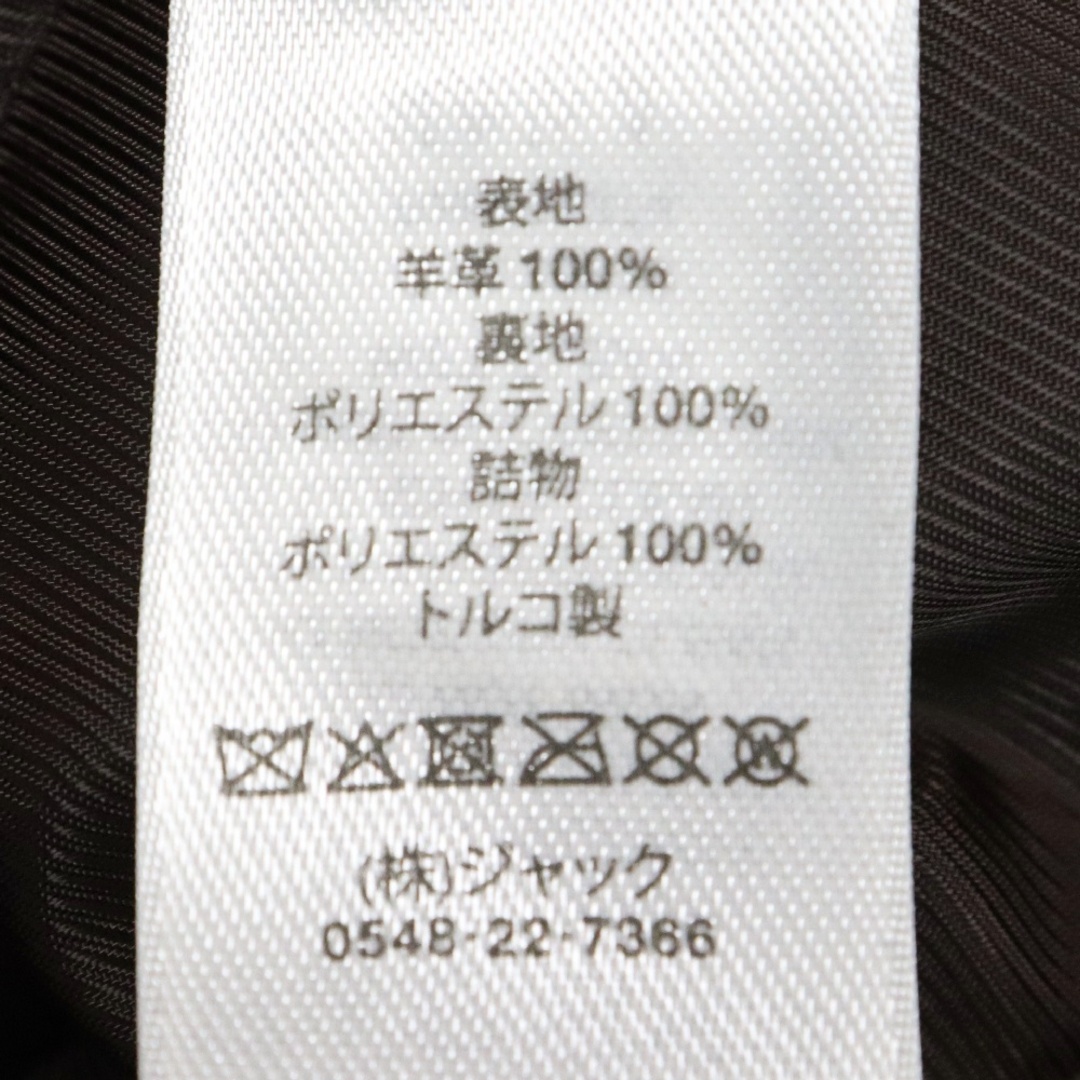 表地
羊革 100%
裏地
ポリエステル 100%
詰物
ポリエステル 100%
トルコ製
(株)ジャック
0548-22-7366